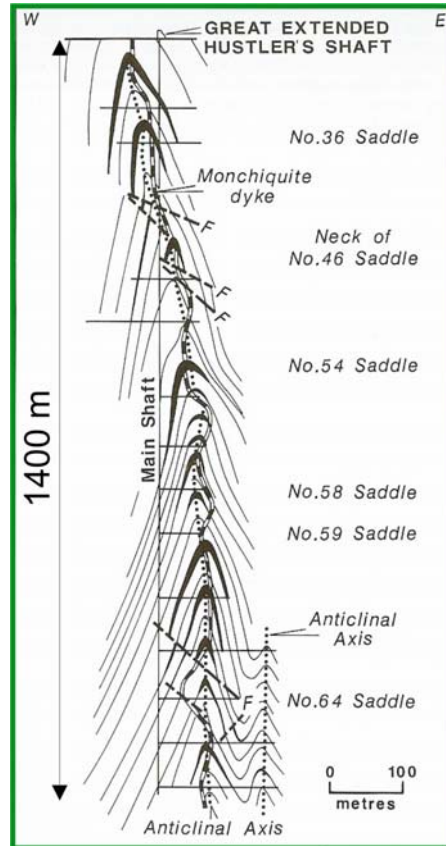 W
E
GREAT EXTENDED
HUSTLER'S SHAFT
No.36 Saddle
Monchiquite
dyke
F
Neck of
No.46 Saddle
F
F
No.54 Saddle
1400 m
Main Shaft
No.58 Saddle
No.59 Saddle
Anticlinal
Axis
No.64 Saddle
F
0 100
metres
Anticlinal Axis